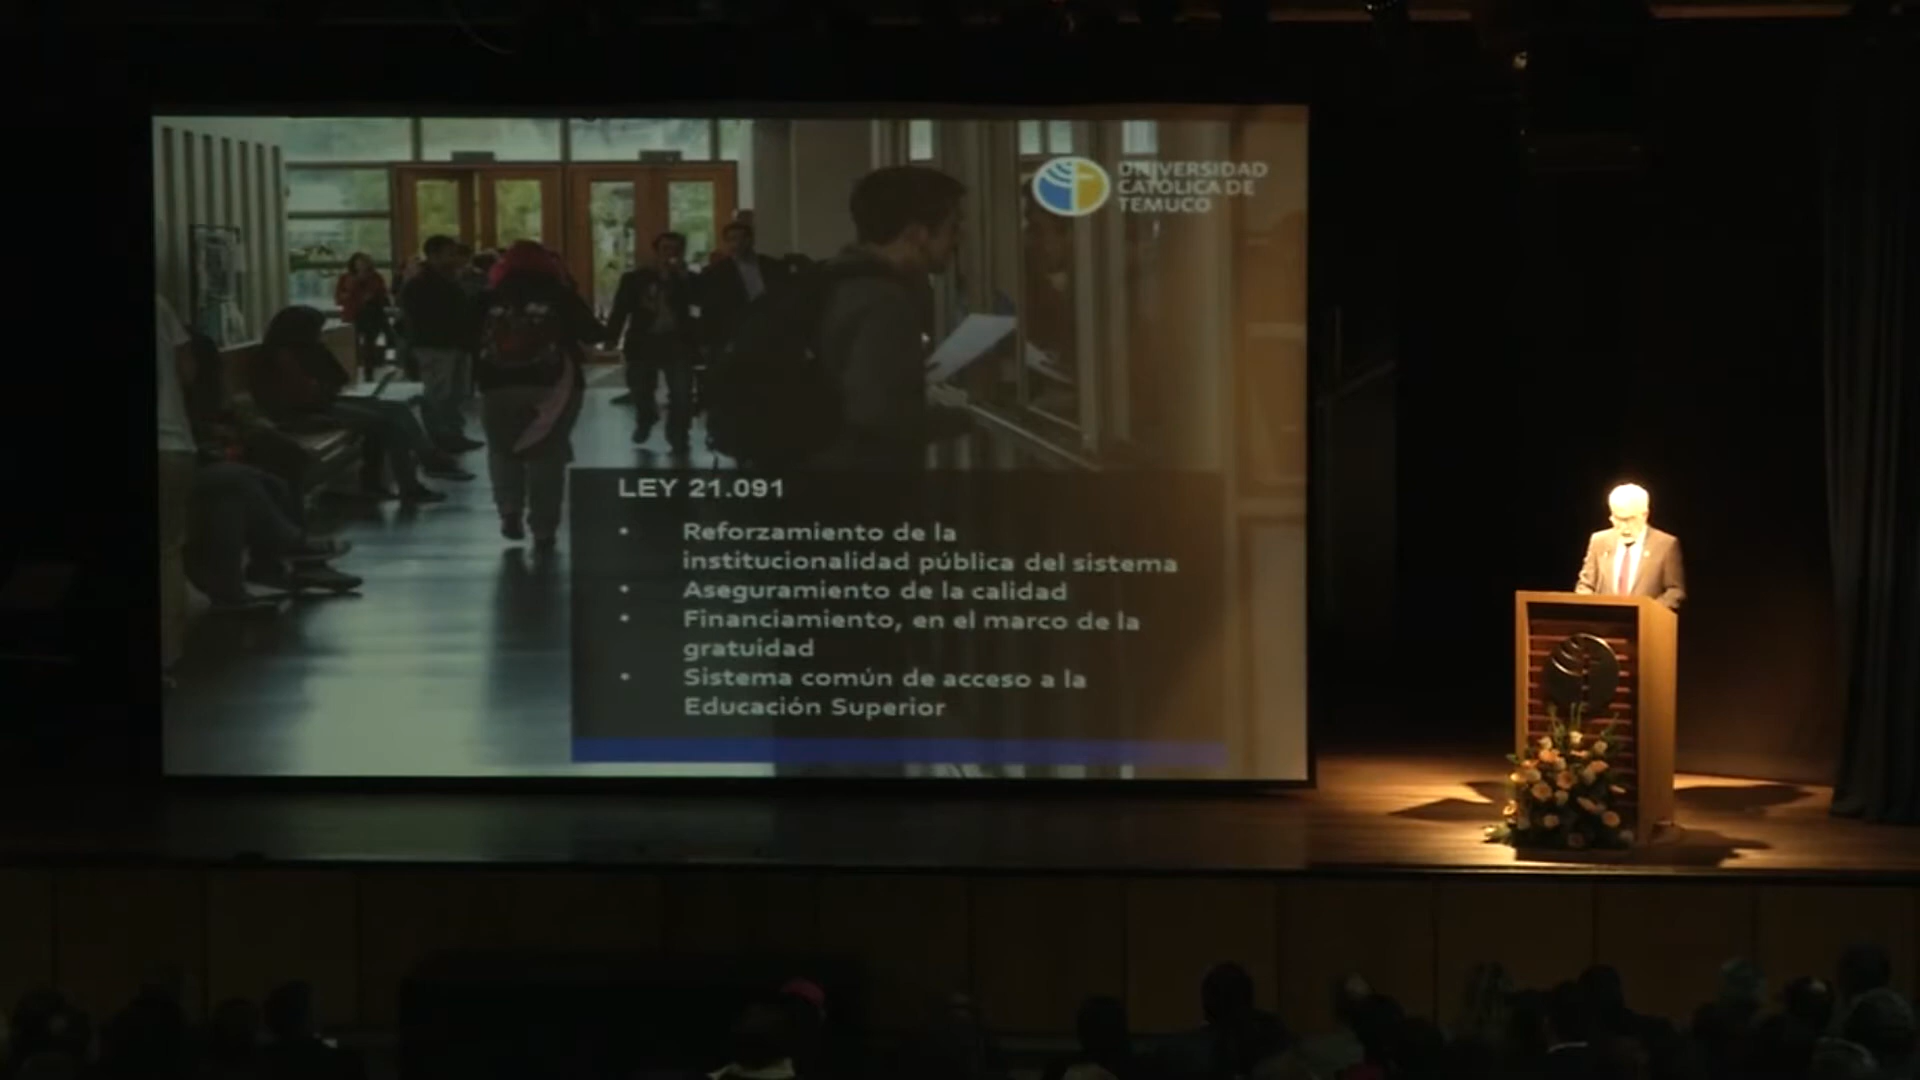 UNIVERSIDAD
CATÓLICA DE
TEMUCO
LEY 21.091
• Reforzamiento de la
institucionalidad pública del sistema
• Aseguramiento de la calidad
• Financiamiento, en el marco de la
gratuidad
• Sistema común de acceso a la
Educación Superior